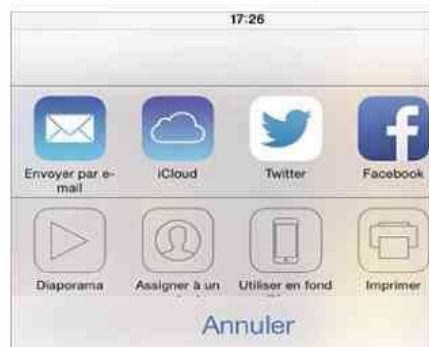 17:26
Envoyer par e-
mail
iCloud
Twitter
Facebook
Diaporama
Assigner à un
Utiliser en fond
Imprimer
Annuler